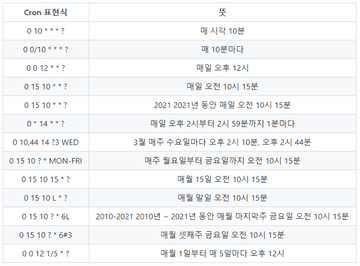 Cron 표현식 뜻
0 10 * * * ? 매 시각 10분
0 0/10 * * * ? 매 10분마다
0 0 12 * * ? 매일 오후 12시
0 15 10 * * ? 매일 오전 10시 15분
0 15 10 * * ? 2021 2021년 동안 매일 오전 10시 15분
0 * 14 * * ? 매일 오후 2시부터 2시 59분까지 1분마다
0 10,44 14 ?3 WED 3월 매주 수요일마다 오후 2시 10분, 오후 2시 44분
0 15 10 ? * MON-FRI 매주 월요일부터 금요일까지 오전 10시 15분
0 15 10 15 * ? 매월 15일 오전 10시 15분
0 15 10 L * ? 매월 말일 오전 10시 15분
0 15 10 ? * 6L 2010-2021 2010년 ~ 2021년 동안 매월 마지막주 금요일 오전 10시 15분
0 15 10 ? * 6#3 매월 셋째주 금요일 오전 10시 15분
0 0 12 1/5 * ? 매월 1일부터 매 5일마다 오후 12시